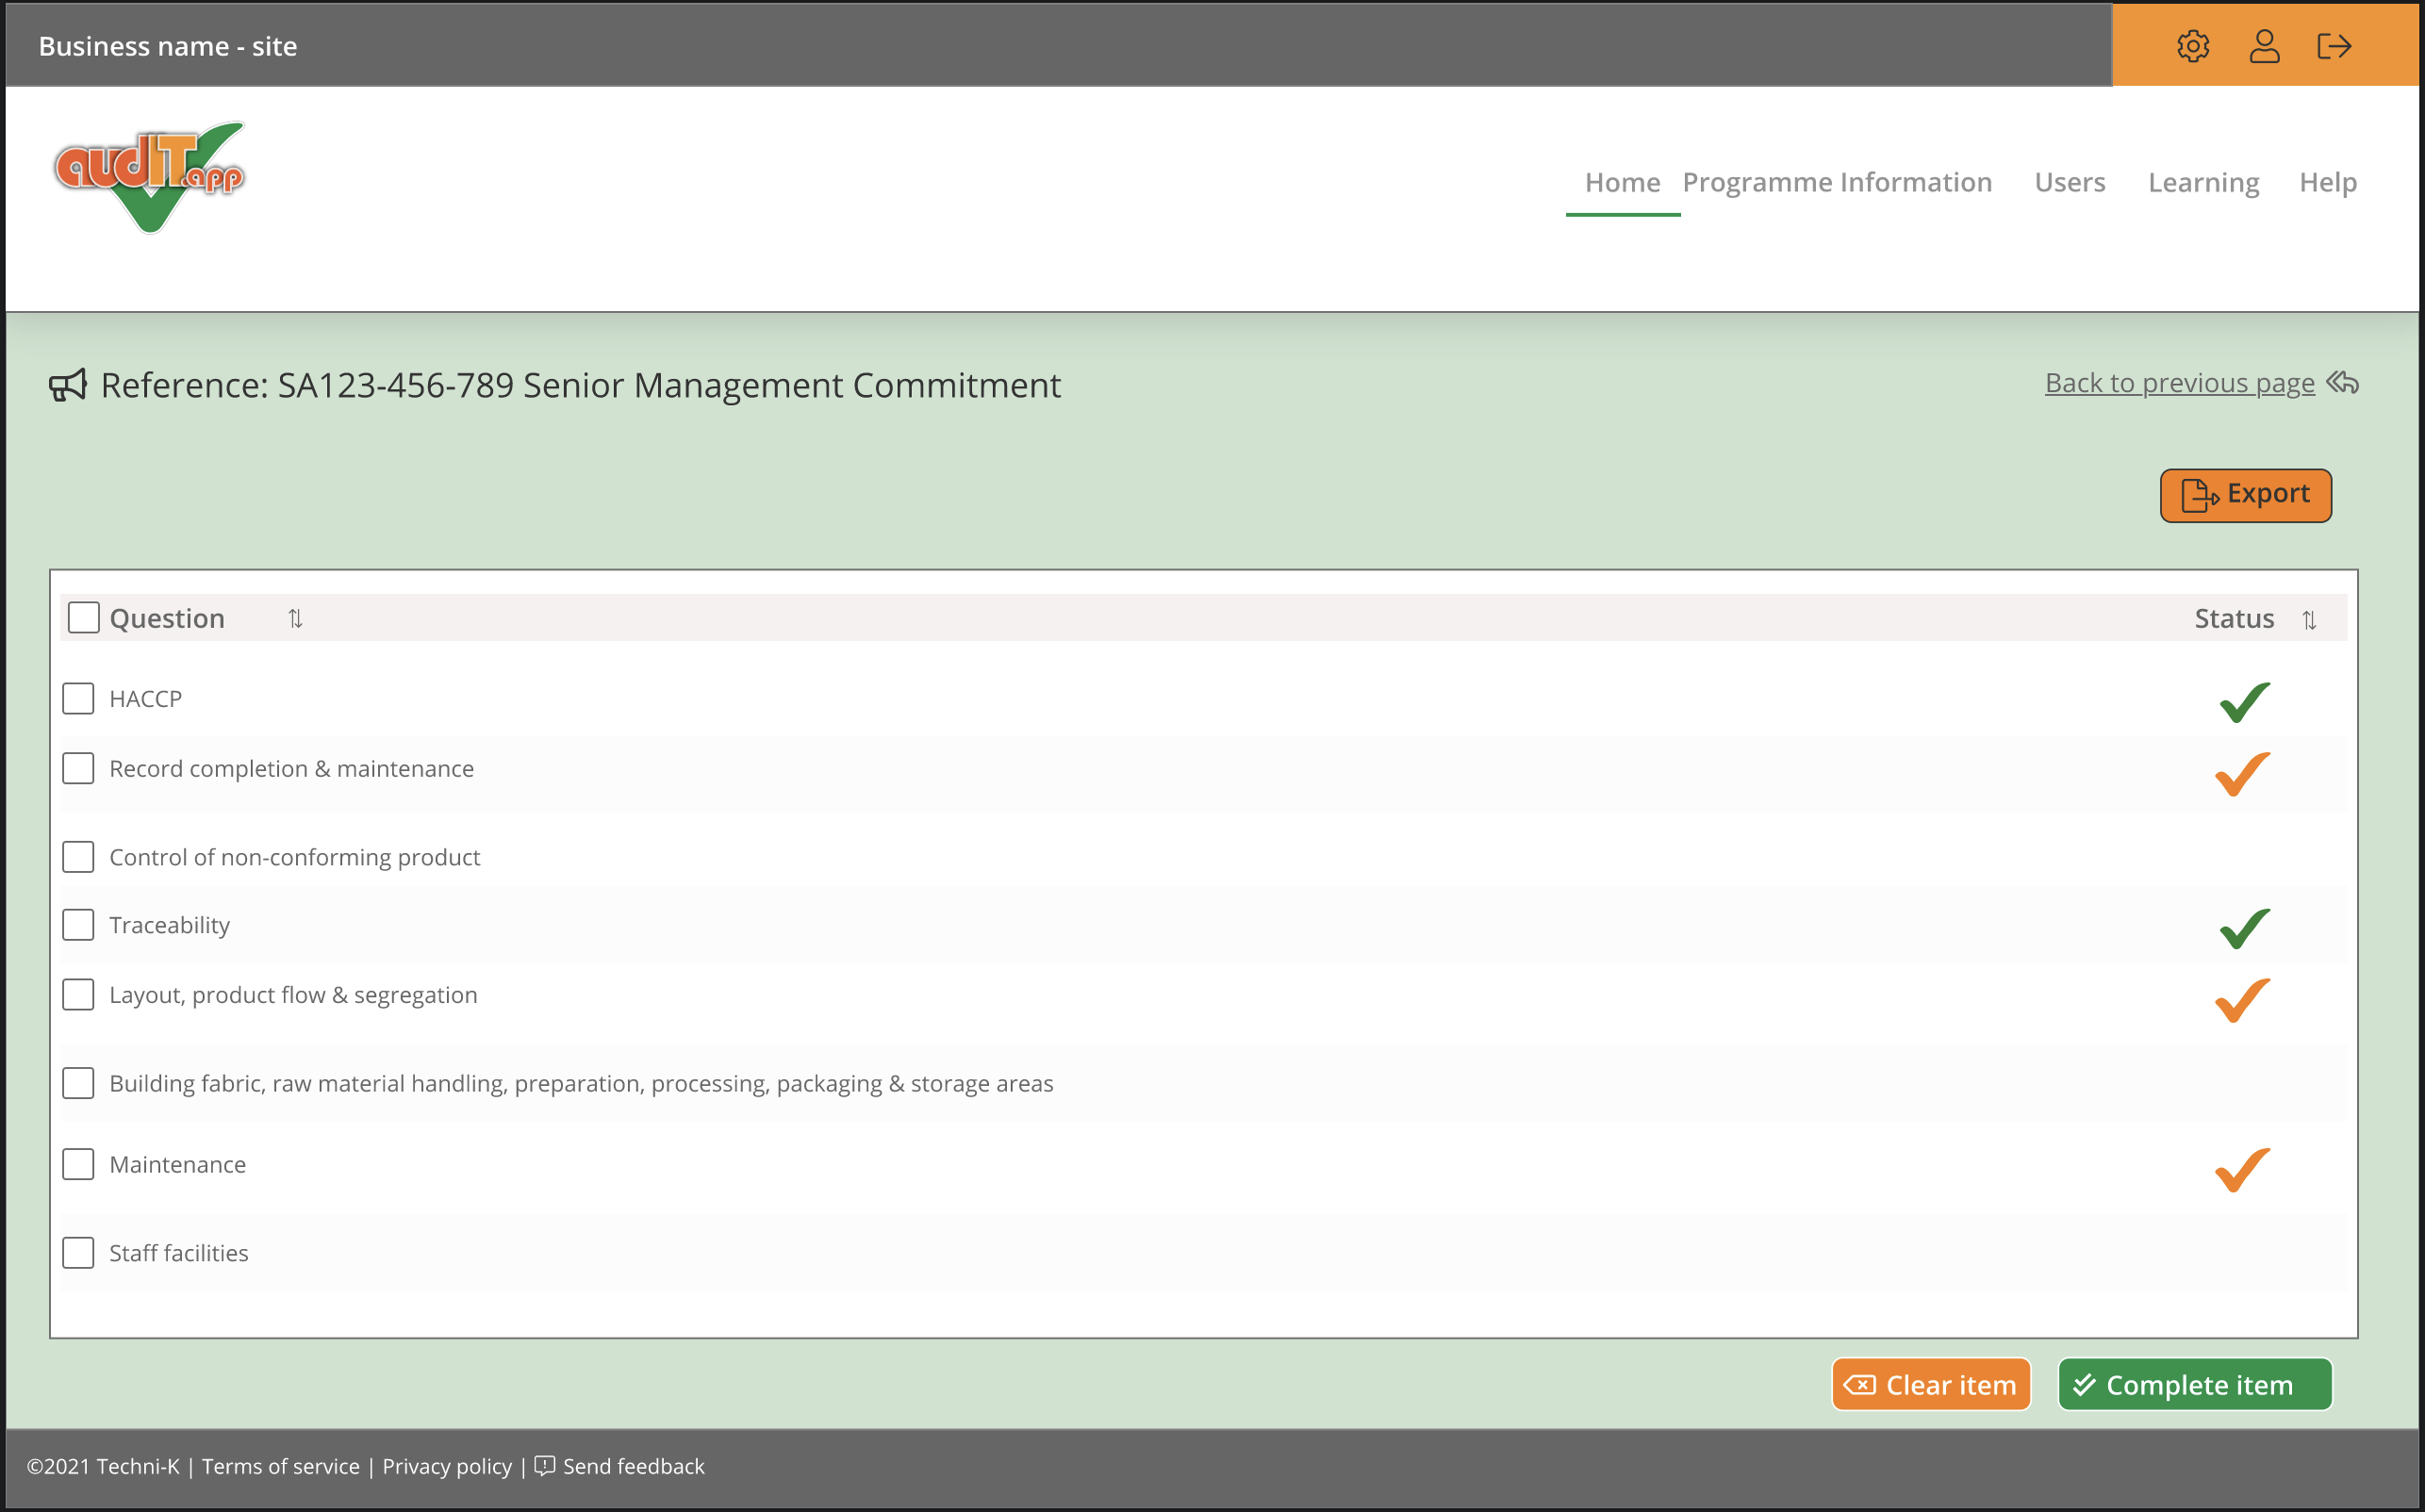 Business name - site
audIT.app
Home Programme Information Users Learning Help
Reference: SA123-456-789 Senior Management Commitment
Back to previous page
Export
Question Status
HACCP
Record completion & maintenance
Control of non-conforming product
Traceability
Layout, product flow & segregation
Building fabric, raw material handling, preparation, processing, packaging & storage areas
Maintenance
Staff facilities
Clear item Complete item
©2021 Techni-K | Terms of service | Privacy policy | Send feedback